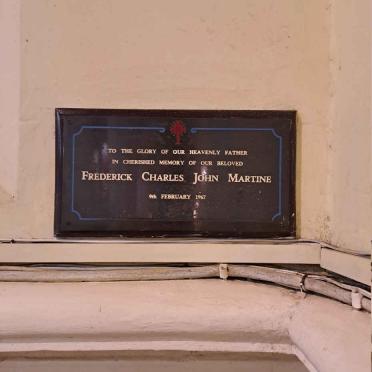 TO THE GLORY OF OUR HEAVENLY FATHER
IN CHERISHED MEMORY OF OUR BELOVED
FREDERICK CHARLES JOHN MARTINE
9th FEBRUARY 1967